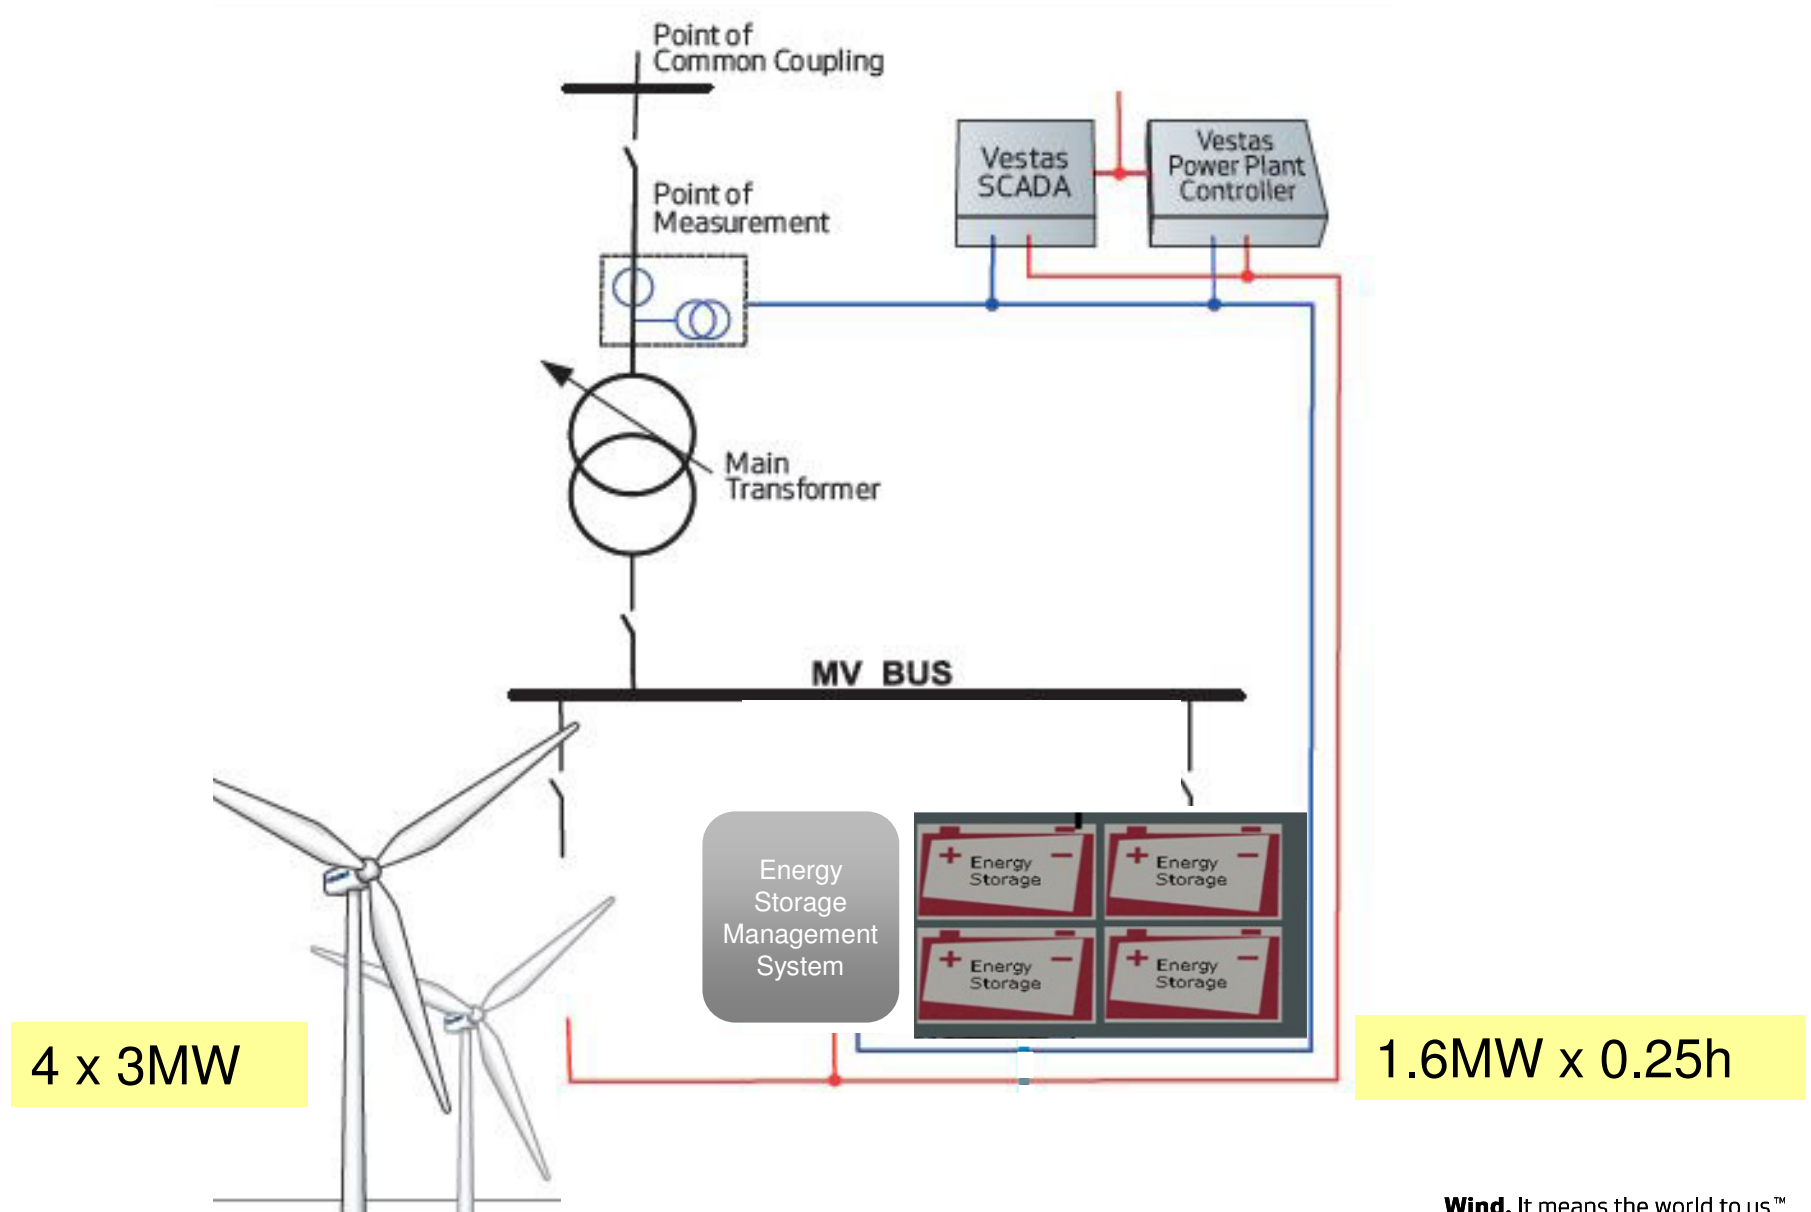 Point of
Common Coupling
Vestas
SCADA
Vestas
Power Plant
Controller
Point of
Measurement
Main
Transformer
MV BUS
Energy
Storage
Management
System
+ Energy Storage −
Energy
Storage
+ Energy Storage −
Energy
Storage
4 x 3MW
1.6MW x 0.25h
Wind. It means the world to us™